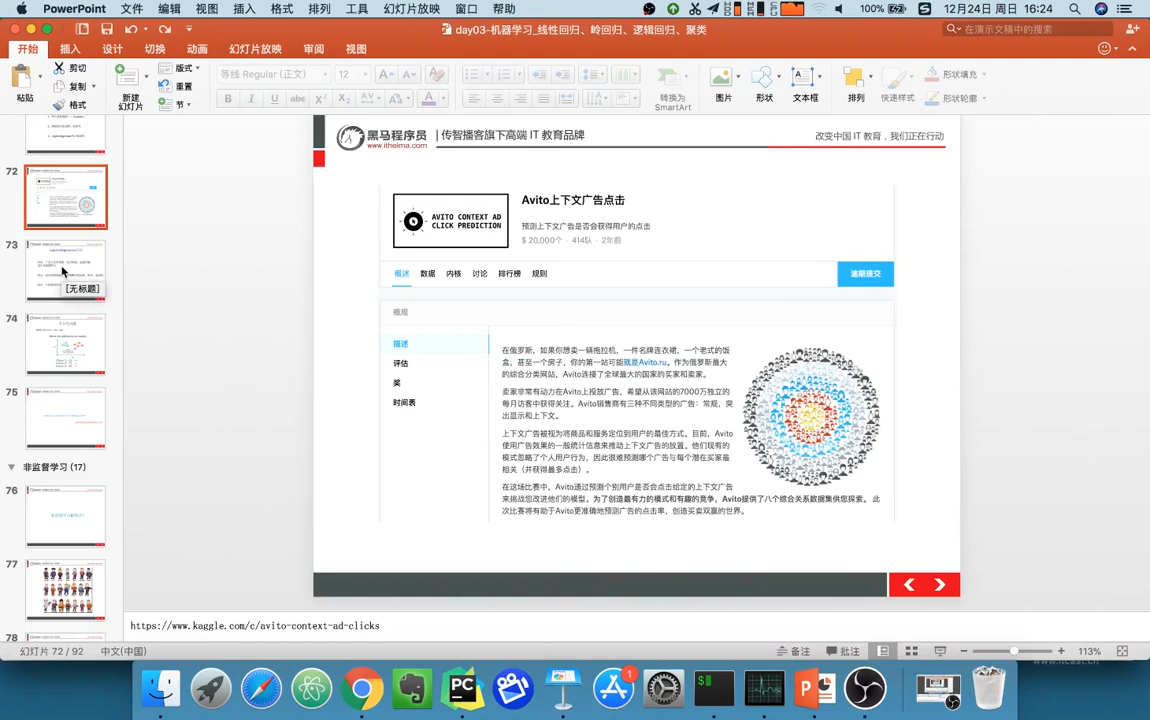 PowerPoint 文件 编辑 视图 插入 格式 排列 工具 幻灯片放映 窗口 帮助 100% 12月24日 周日 16:24
day03-机器学习_线性回归、岭回归、逻辑回归、聚类
在演示文稿中搜索
开始 插入 设计 切换 动画 幻灯片放映 审阅 视图
粘贴
剪切
复制
格式
新建
幻灯片
版式
重置
节
等线 Regular (正文) 12
转换为
SmartArt
图片
形状
文本框
排列
快速样式
形状填充
形状轮廓
72
73
[无标题]
74
75
非监督学习 (17)
76
77
78
黑马程序员
www.itheima.com
传智播客旗下高端 IT 教育品牌
改变中国 IT 教育，我们正在行动
AVITO CONTEXT AD
CLICK PREDICTION
Avito上下文广告点击
预测上下文广告是否会获得用户的点击
$ 20,000个 · 414队 · 2年前
概述 数据 内核 讨论 排行榜 规则
逾期提交
概观
描述
评估
奖
时间表
在俄罗斯，如果你想卖一辆拖拉机，一件名牌连衣裙，一个老式的饭
盒，甚至一个房子，你的第一站可能就是Avito.ru。作为俄罗斯最大
的综合分类网站，Avito连接了全球最大的国家的买家和卖家。
卖家非常有动力在Avito上投放广告，希望从该网站的7000万独立的
每月访客中获得关注。Avito销售商有三种不同类型的广告：常规，突
出显示和上下文。
上下文广告被视为将商品和服务定位到用户的最佳方式。目前，Avito
使用广告效果的一般统计信息来推动上下文广告的放置。他们现有的
模式忽略了个人用户行为，因此很难预测哪个广告与每个潜在买家最
相关（并获得最多点击）。
在这场比赛中，Avito通过预测个别用户是否会点击给定的上下文广告
来挑战您改进他们的模型。为了创造最有力的模式和有趣的竞争，Avito提供了八个综合关系数据集供您探索。 此
次比赛将有助于Avito更准确地预测广告的点击率，创造买卖双赢的世界。
https://www.kaggle.com/c/avito-context-ad-clicks
幻灯片 72 / 92 中文(中国) 备注 批注 113%